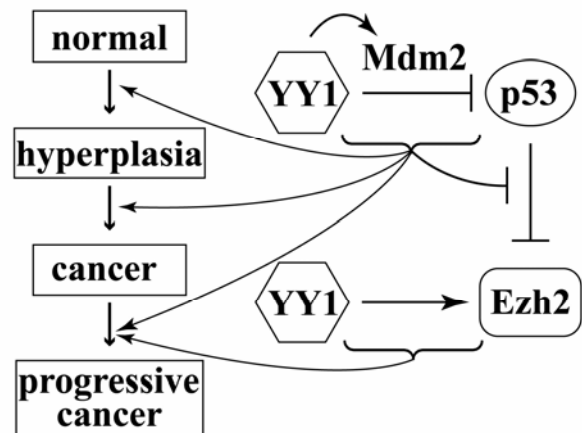 normal
hyperplasia
cancer
progressive
cancer
Mdm2
YY1
p53
YY1
Ezh2